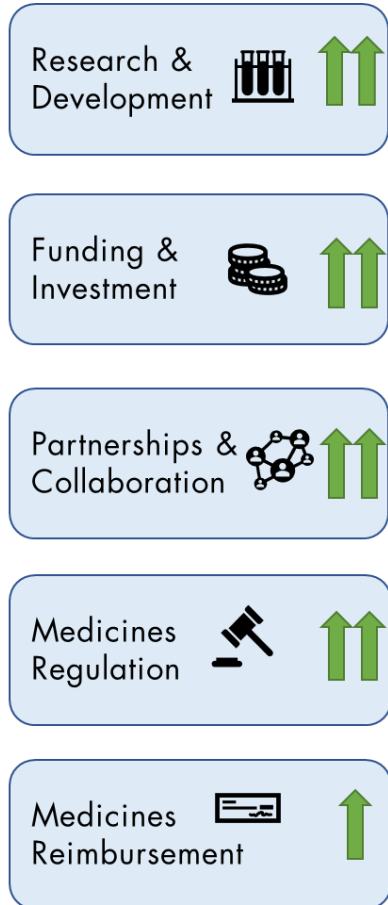 Research &
Development
Funding &
Investment
Partnerships &
Collaboration
Medicines
Regulation
Medicines
Reimbursement